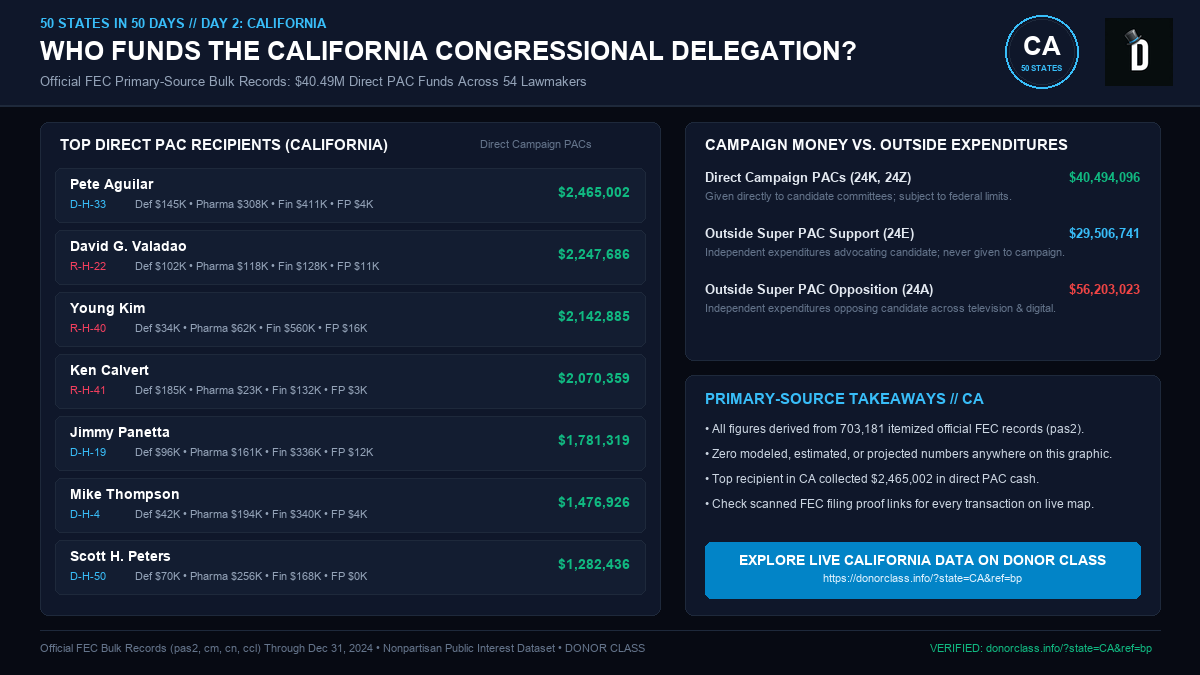 50 STATES IN 50 DAYS // DAY 2: CALIFORNIA
WHO FUNDS THE CALIFORNIA CONGRESSIONAL DELEGATION?
Official FEC Primary-Source Bulk Records: $40.49M Direct PAC Funds Across 54 Lawmakers
CA
50 STATES
D
TOP DIRECT PAC RECIPIENTS (CALIFORNIA)
Direct Campaign PACs
Pete Aguilar
$2,465,002
D-H-33 Def $145K • Pharma $308K • Fin $411K • FP $4K
David G. Valadao
$2,247,686
R-H-22 Def $102K • Pharma $118K • Fin $128K • FP $11K
Young Kim
$2,142,885
R-H-40 Def $34K • Pharma $62K • Fin $560K • FP $16K
Ken Calvert
$2,070,359
R-H-41 Def $185K • Pharma $23K • Fin $132K • FP $3K
Jimmy Panetta
$1,781,319
D-H-19 Def $96K • Pharma $161K • Fin $336K • FP $12K
Mike Thompson
$1,476,926
D-H-4 Def $42K • Pharma $194K • Fin $340K • FP $4K
Scott H. Peters
$1,282,436
D-H-50 Def $70K • Pharma $256K • Fin $168K • FP $0K
CAMPAIGN MONEY VS. OUTSIDE EXPENDITURES
Direct Campaign PACs (24K, 24Z) $40,494,096
Given directly to candidate committees; subject to federal limits.
Outside Super PAC Support (24E) $29,506,741
Independent expenditures advocating candidate; never given to campaign.
Outside Super PAC Opposition (24A) $56,203,023
Independent expenditures opposing candidate across television & digital.
PRIMARY-SOURCE TAKEAWAYS // CA
• All figures derived from 703,181 itemized official FEC records (pas2).
• Zero modeled, estimated, or projected numbers anywhere on this graphic.
• Top recipient in CA collected $2,465,002 in direct PAC cash.
• Check scanned FEC filing proof links for every transaction on live map.
EXPLORE LIVE CALIFORNIA DATA ON DONOR CLASS
https://donorclass.info/?state=CA&ref=bp
Official FEC Bulk Records (pas2, cm, cn, ccl) Through Dec 31, 2024 • Nonpartisan Public Interest Dataset • DONOR CLASS
VERIFIED: donorclass.info/?state=CA&ref=bp